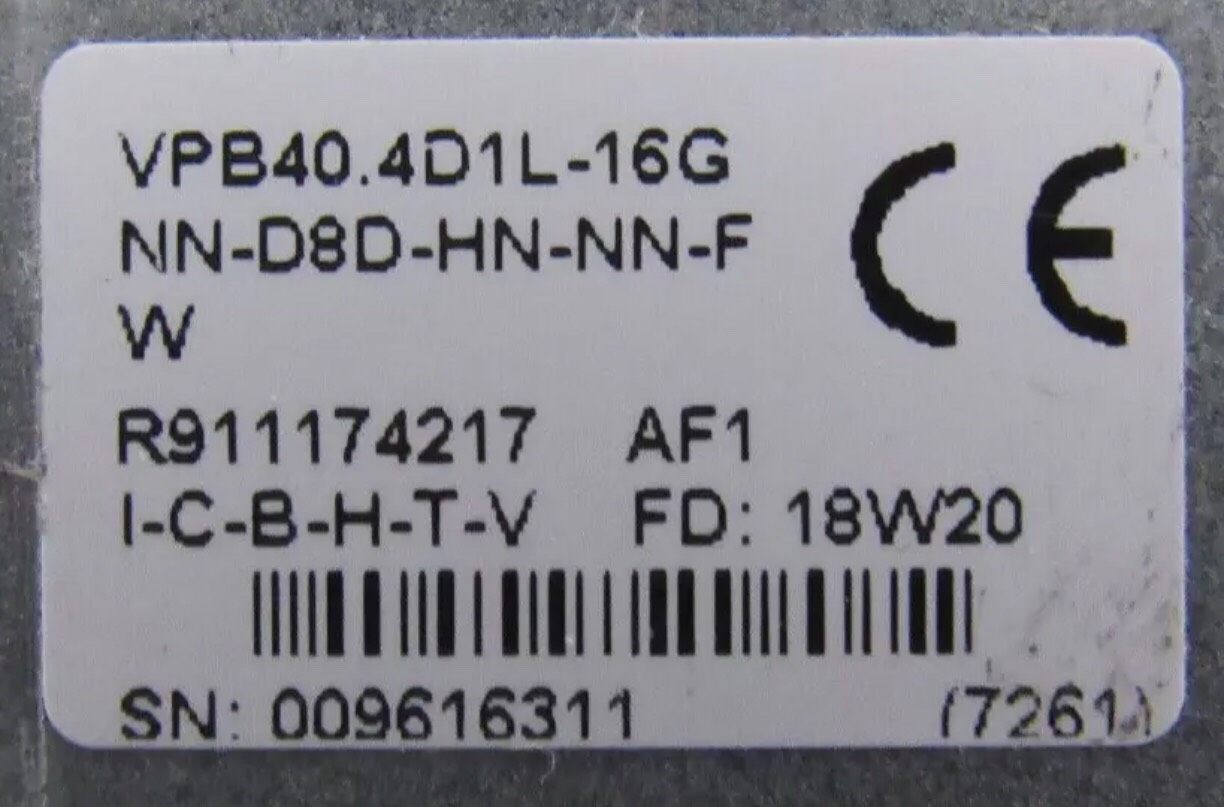 VPB40.4D1L-16G
NN-D8D-HN-NN-F
W
CE
R911174217 AF1
I-C-B-H-T-V FD: 18W20
SN: 009616311 (7261)